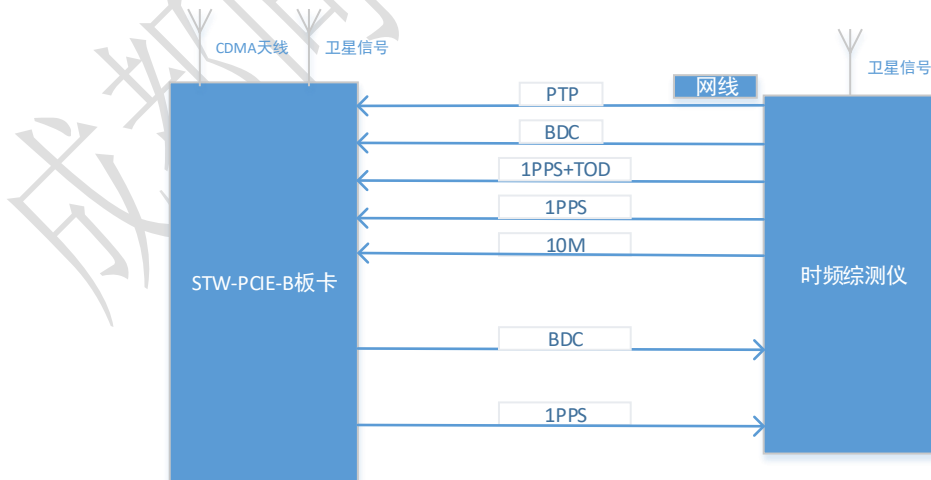 CDMA天线
卫星信号
卫星信号
网线
PTP
BDC
1PPS+TOD
1PPS
10M
STW-PCIE-B板卡
时频综测仪
BDC
1PPS